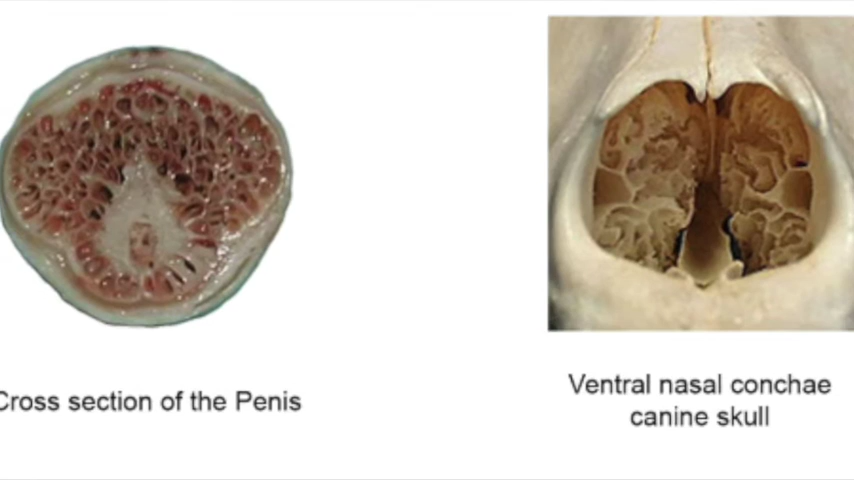 Cross section of the Penis
Ventral nasal conchae
canine skull